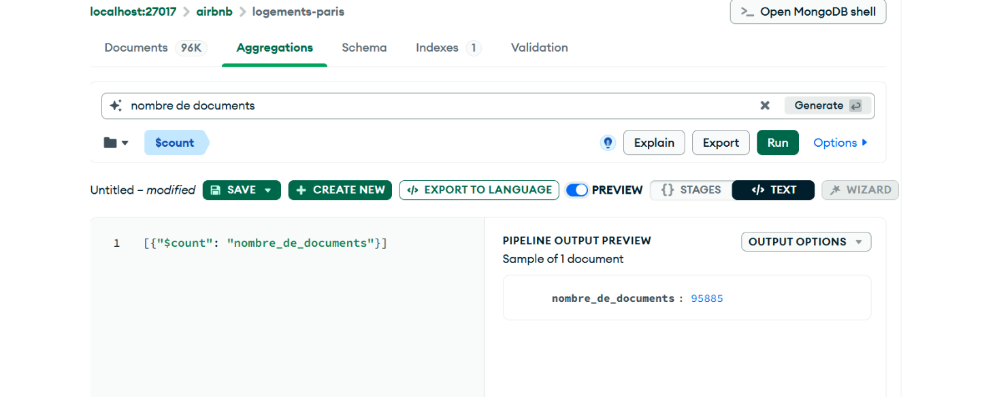 localhost:27017 > airbnb > logements-paris
>_ Open MongoDB shell
Documents 96K Aggregations Schema Indexes 1 Validation
nombre de documents
Generate
$count
Explain Export Run Options
Untitled – modified SAVE + CREATE NEW </> EXPORT TO LANGUAGE PREVIEW {} STAGES </> TEXT WIZARD
1 [{"$count": "nombre_de_documents"}]
PIPELINE OUTPUT PREVIEW
Sample of 1 document
OUTPUT OPTIONS
nombre_de_documents : 95885